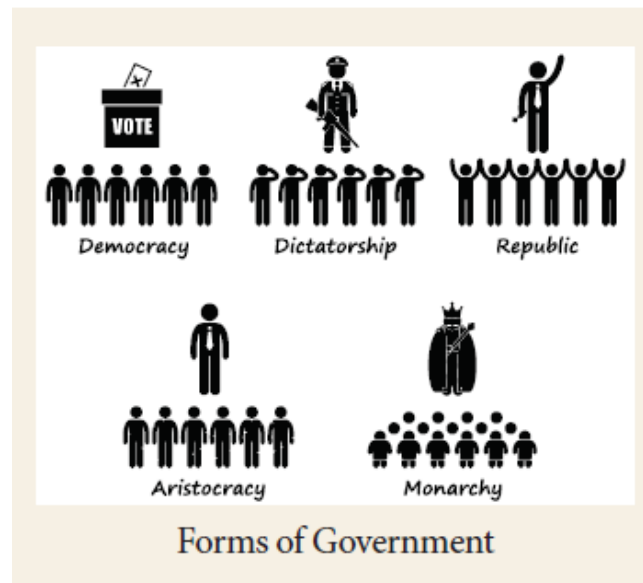 VOTE
Democracy
Dictatorship
Republic
Aristocracy
Monarchy
Forms of Government